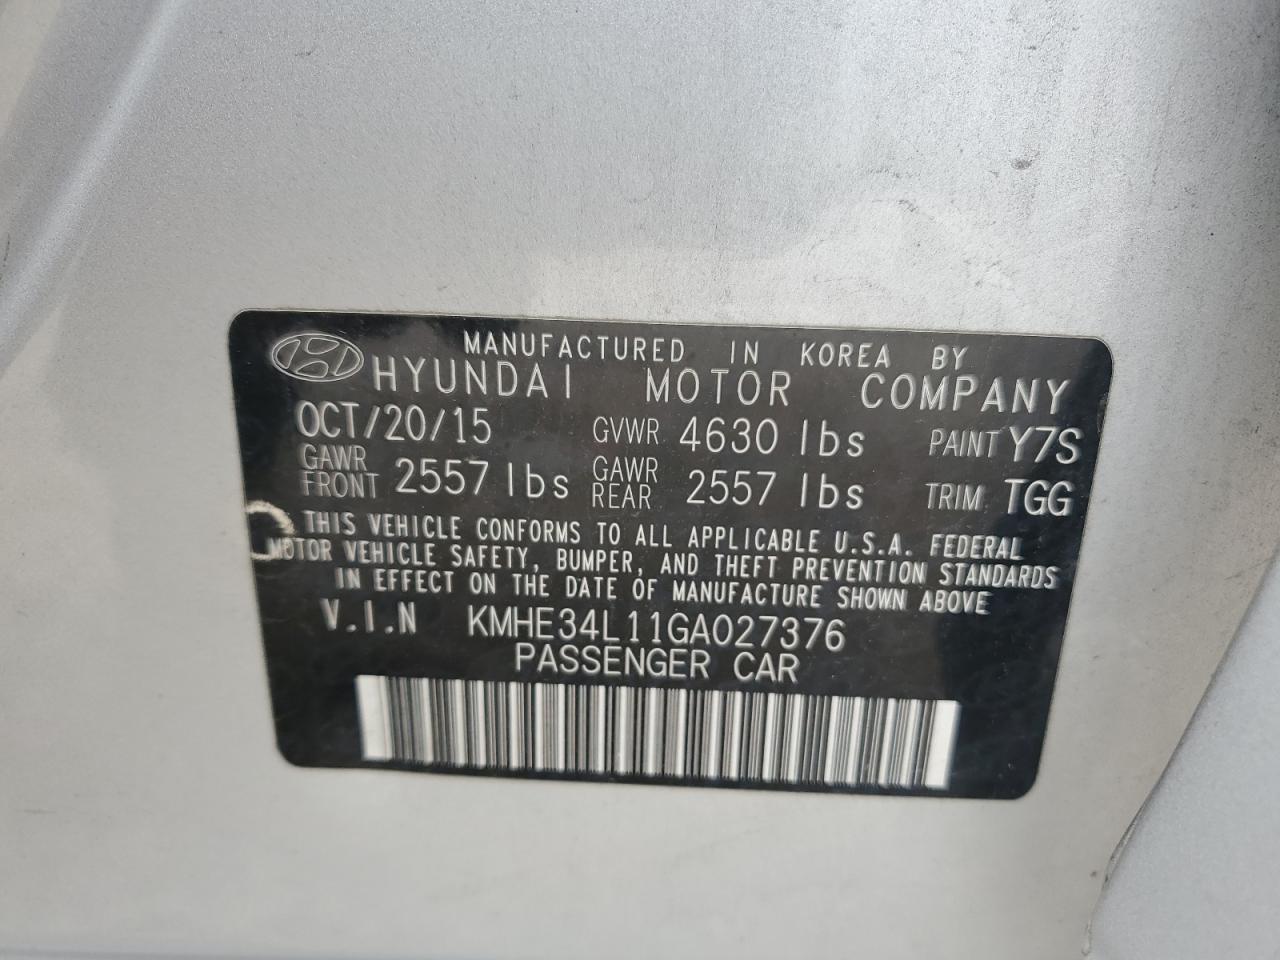 MANUFACTURED IN KOREA BY
HYUNDAI MOTOR COMPANY
OCT/20/15 GVWR 4630 lbs PAINT Y7S
GAWR FRONT 2557 lbs GAWR REAR 2557 lbs TRIM TGG
THIS VEHICLE CONFORMS TO ALL APPLICABLE U.S.A. FEDERAL
MOTOR VEHICLE SAFETY, BUMPER, AND THEFT PREVENTION STANDARDS
IN EFFECT ON THE DATE OF MANUFACTURE SHOWN ABOVE
V.I.N KMHE34L11GA027376
PASSENGER CAR